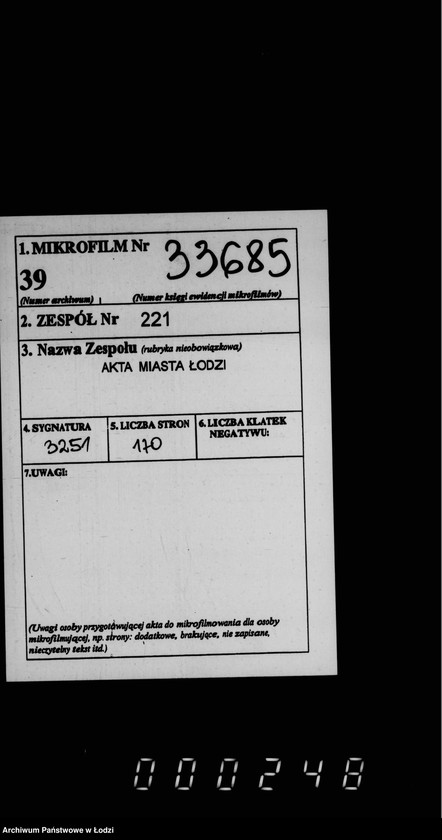 1. MIKROFILM Nr 33685
39
(Numer archiwum) (Numer księgi ewidencji mikrofilmów)
2. ZESPÓŁ Nr 221
3. Nazwa Zespołu (rubryka nieobowiązkowa)
AKTA MIASTA ŁODZI
4. SYGNATURA 5. LICZBA STRON 6. LICZBA KLATEK
NEGATYWU:
3251 170
7.UWAGI:
(Uwagi osoby przygotówującej akta do mikrofilmowania dla osoby
mikrofilmującej, np. strony: dodatkowe, brakujące, nie zapisane,
nieczytelny tekst itd.)
000248
Archiwum Państwowe w Łodzi